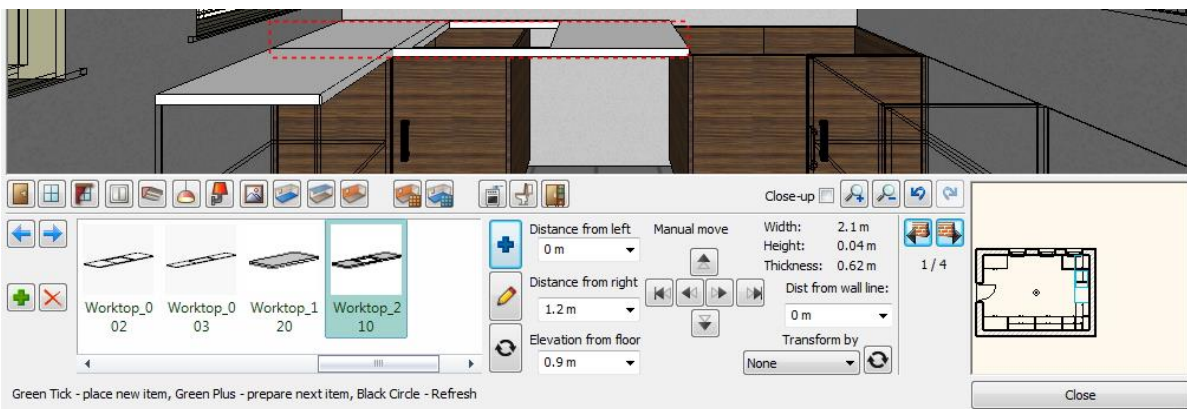 Close-up
Worktop_0
02
Worktop_0
03
Worktop_1
20
Worktop_2
10
Distance from left
0 m
Distance from right
1.2 m
Elevation from floor
0.9 m
Manual move
Width: 2.1 m
Height: 0.04 m
Thickness: 0.62 m
Dist from wall line:
0 m
Transform by
None
1 / 4
Green Tick - place new item, Green Plus - prepare next item, Black Circle - Refresh
Close